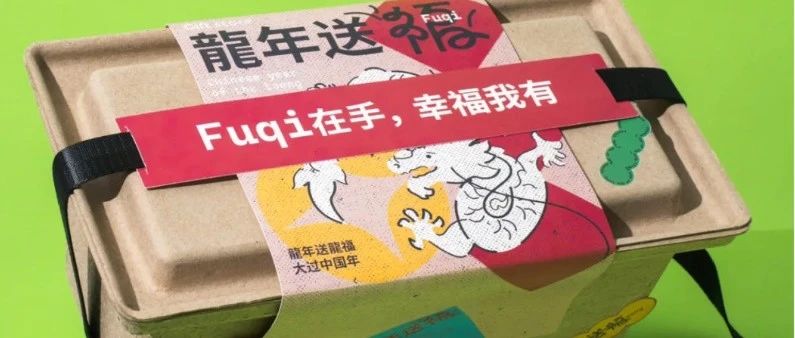 龍年送
Fuqi
Chinese year
of the Loong
Fuqi在手，幸福我有
龍年送龍福
大过中国年